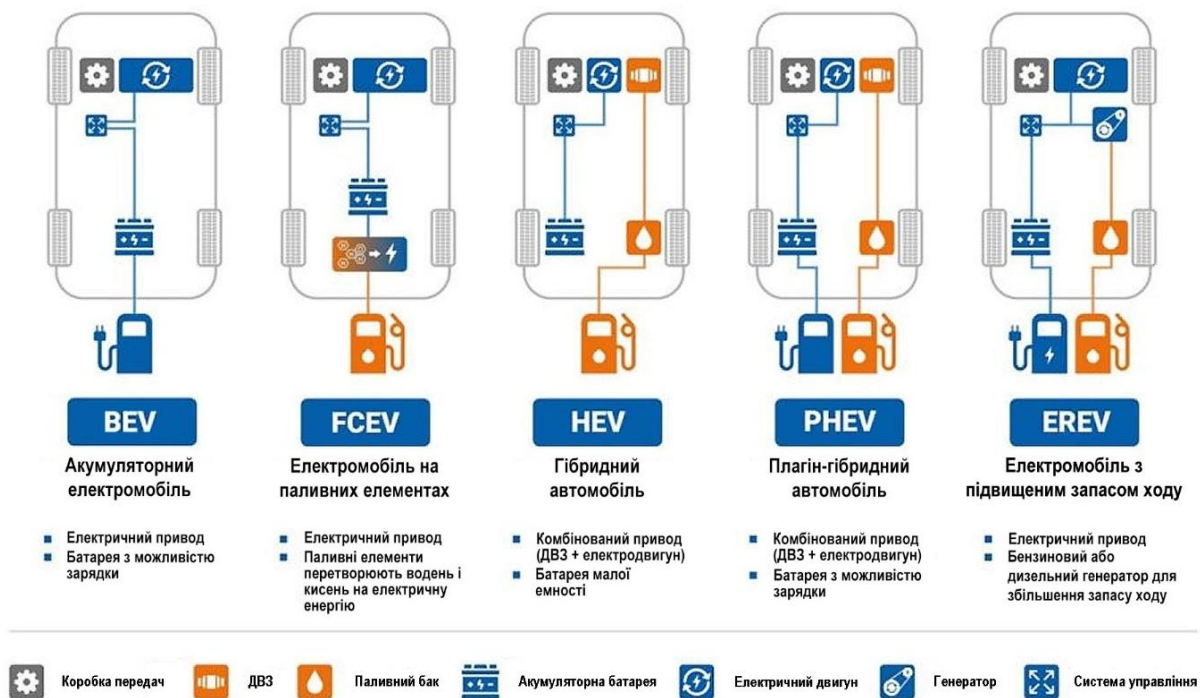 BEV
Акумуляторний
електромобіль
Електричний привод
Батарея з можливістю
зарядки
FCEV
Електромобіль на
паливних елементах
Електричний привод
Паливні елементи
перетворюють водень і
кисень на електричну
енергію
HEV
Гібридний
автомобіль
Комбінований привод
(ДВЗ + електродвигун)
Батарея малої
емності
PHEV
Плагін-гібридний
автомобіль
Комбінований привод
(ДВЗ + електродвигун)
Батарея з можливістю
зарядки
EREV
Електромобіль з
підвищеним запасом ходу
Електричний привод
Бензиновий або
дизельний генератор для
збільшення запасу ходу
Коробка передач
ДВЗ
Паливний бак
Акумуляторна батарея
Електричний двигун
Генератор
Система управління